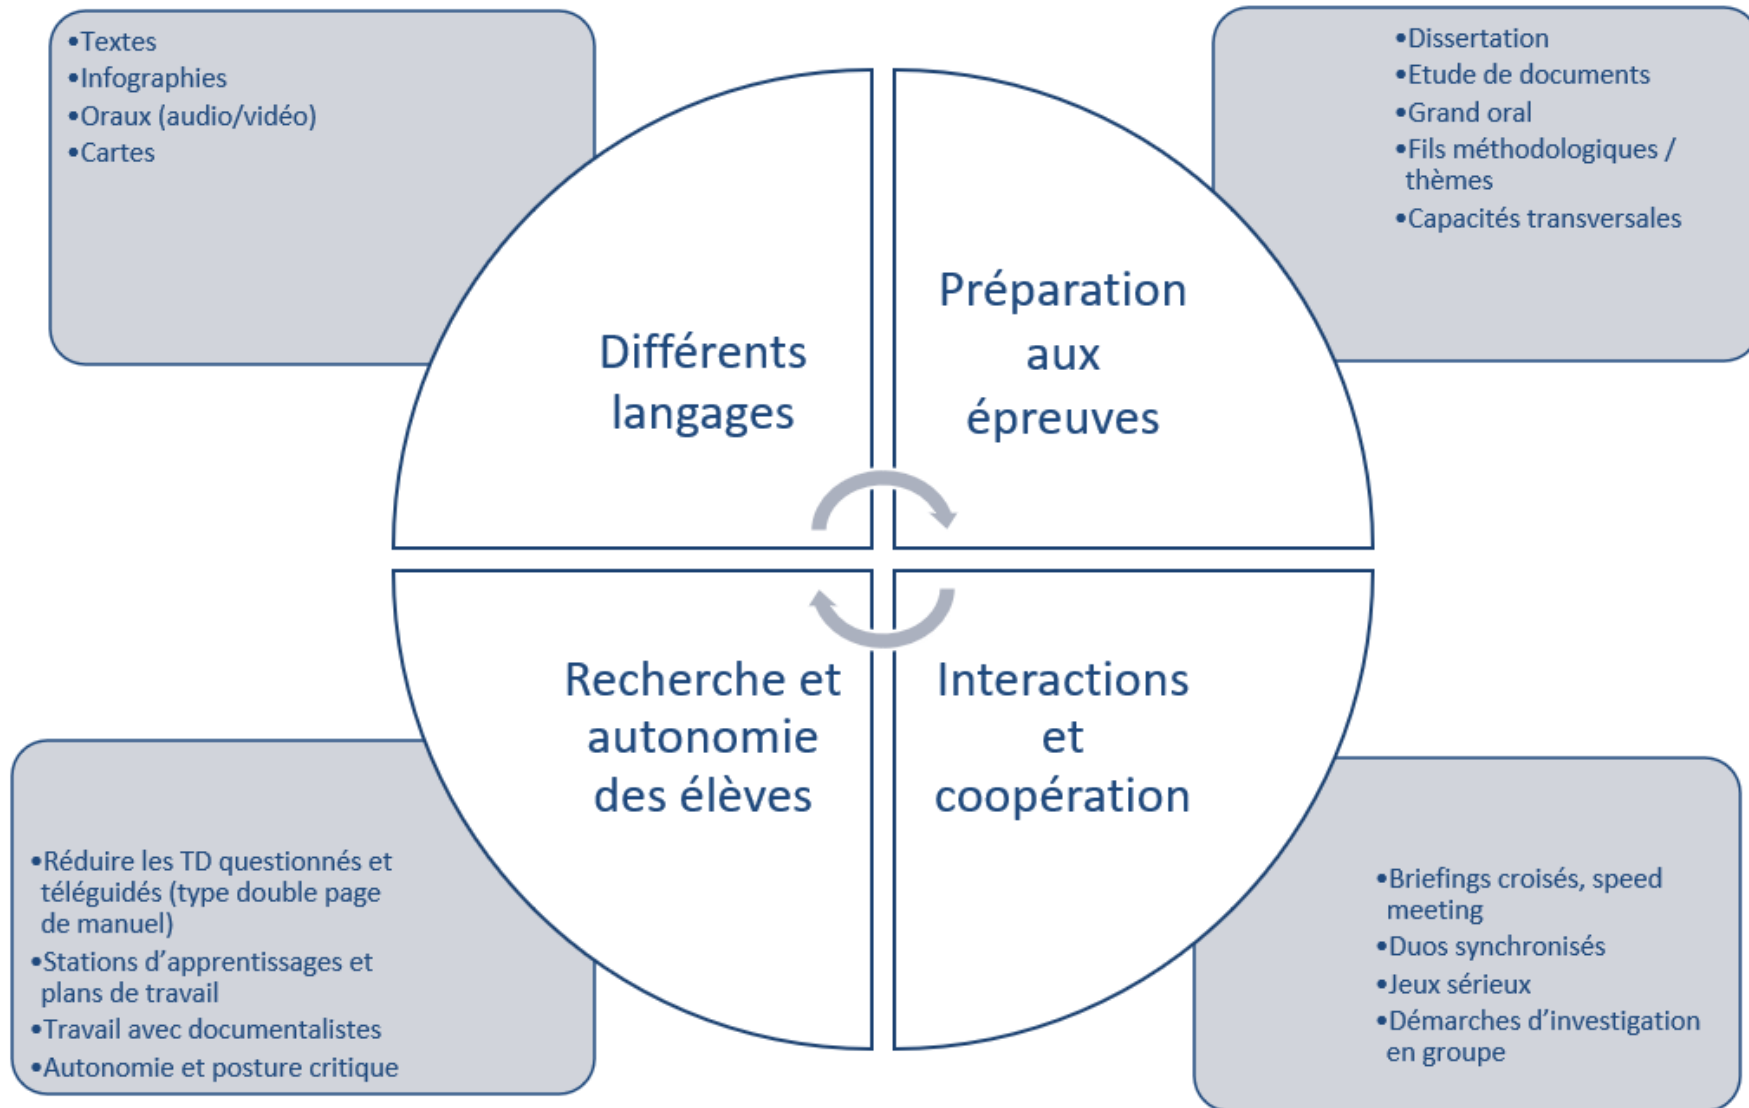 •Textes
•Infographies
•Oraux (audio/vidéo)
•Cartes
•Dissertation
•Etude de documents
•Grand oral
•Fils méthodologiques /
thèmes
•Capacités transversales
Différents
langages
Préparation
aux
épreuves
Recherche et
autonomie
des élèves
Interactions
et
coopération
•Réduire les TD questionnés et
téléguidés (type double page
de manuel)
•Stations d’apprentissages et
plans de travail
•Travail avec documentalistes
•Autonomie et posture critique
•Briefings croisés, speed
meeting
•Duos synchronisés
•Jeux sérieux
•Démarches d’investigation
en groupe